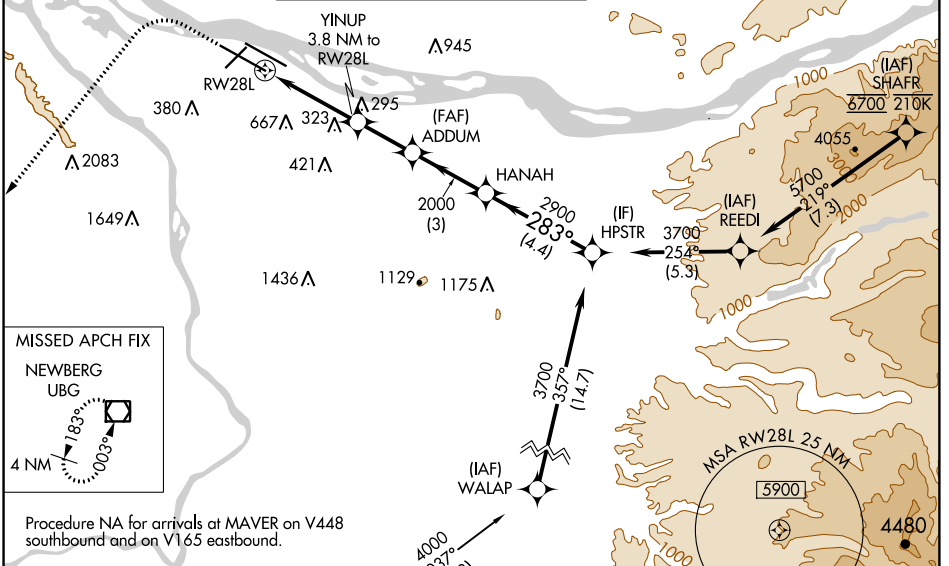 YINUP
3.8 NM to
RW28L
945
RW28L
380
667
323
295
(FAF)
ADDUM
421
2083
1649
HANAH
2000
(3)
2900
283°
(4.4)
(IF)
HPSTR
3700
254°
(5.3)
(IAF)
REEDI
5700
219°
(7.3)
(IAF)
SHAFR
6700 210K
1000
4055
3000
2000
1000
1436
1129
1175
3700
357°
(14.7)
(IAF)
WALAP
4000
MISSED APCH FIX
NEWBERG
UBG
183°
003°
4 NM
Procedure NA for arrivals at MAVER on V448
southbound and on V165 eastbound.
MSA RW28L 25 NM
5900
4480
1000